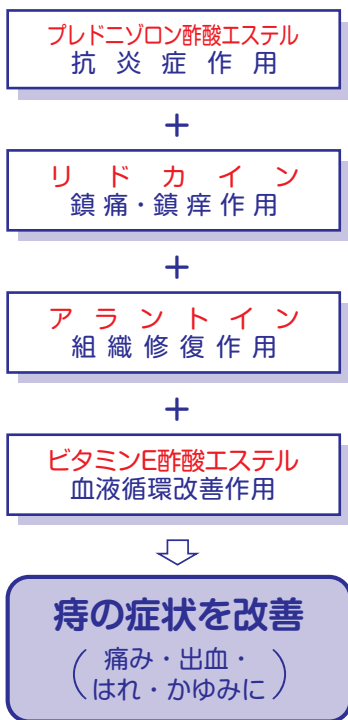 プレドニゾロン酢酸エステル
抗炎症作用
+
リドカイン
鎮痛・鎮痒作用
+
アラントイン
組織修復作用
+
ビタミンE酢酸エステル
血液循環改善作用
痔の症状を改善
(痛み・出血・
はれ・かゆみに)